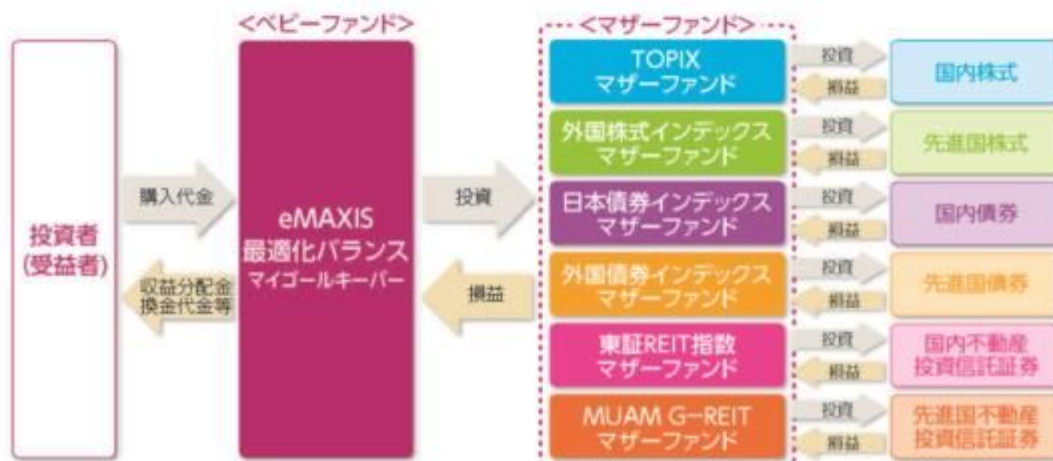 <ベビーファンド>
<マザーファンド>
投資者
(受益者)
購入代金
収益分配金
換金代金等
eMAXIS
最適化バランス
マイゴールキーパー
投資
損益
TOPIX
マザーファンド
投資
損益
国内株式
外国株式インデックス
マザーファンド
投資
損益
先進国株式
日本債券インデックス
マザーファンド
投資
損益
国内債券
外国債券インデックス
マザーファンド
投資
損益
先進国債券
東証REIT指数
マザーファンド
投資
損益
国内不動産
投資信託証券
MUAM G-REIT
マザーファンド
投資
損益
先進国不動産
投資信託証券